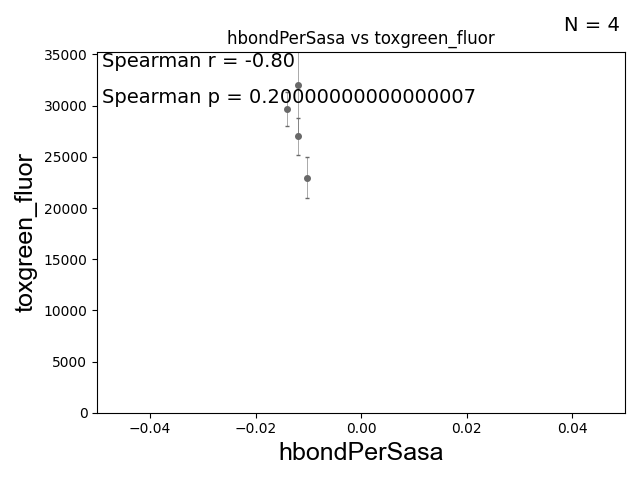 N = 4
hbondPerSasa vs toxgreen_fluor
Spearman r = -0.80
Spearman p = 0.20000000000000007
toxgreen_fluor
35000
30000
25000
20000
15000
10000
5000
0
−0.04 −0.02 0.00 0.02 0.04
hbondPerSasa